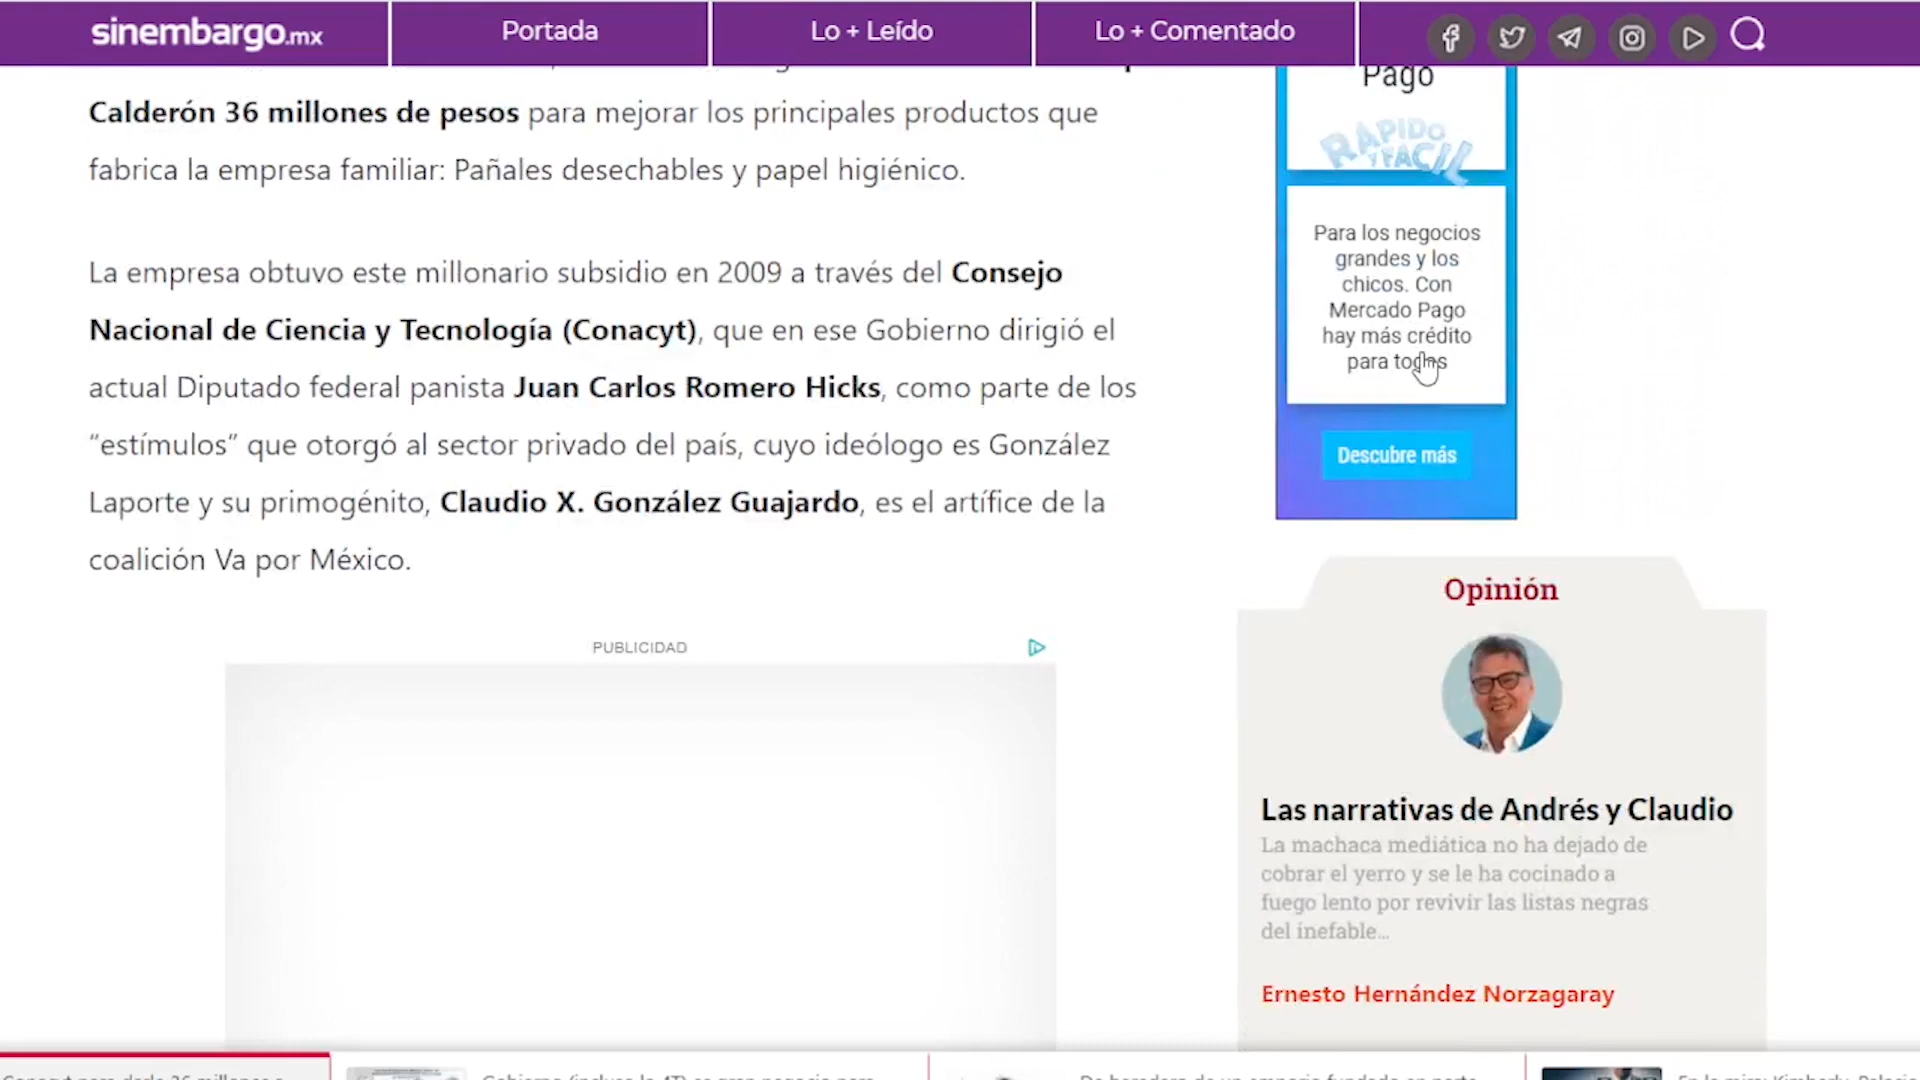 sinembargo.mx
Portada
Lo + Leído
Lo + Comentado
Calderón 36 millones de pesos para mejorar los principales productos que
fabrica la empresa familiar: Pañales desechables y papel higiénico.
La empresa obtuvo este millonario subsidio en 2009 a través del Consejo
Nacional de Ciencia y Tecnología (Conacyt), que en ese Gobierno dirigió el
actual Diputado federal panista Juan Carlos Romero Hicks, como parte de los
“estímulos” que otorgó al sector privado del país, cuyo ideólogo es González
Laporte y su primogénito, Claudio X. González Guajardo, es el artífice de la
coalición Va por México.
PUBLICIDAD
Pago
RÁPIDO
Y FÁCIL
Para los negocios
grandes y los
chicos. Con
Mercado Pago
hay más crédito
para todos
Descubre más
Opinión
Las narrativas de Andrés y Claudio
La machaca mediática no ha dejado de
cobrar el yerro y se le ha cocinado a
fuego lento por revivir las listas negras
del inefable...
Ernesto Hernández Norzagaray